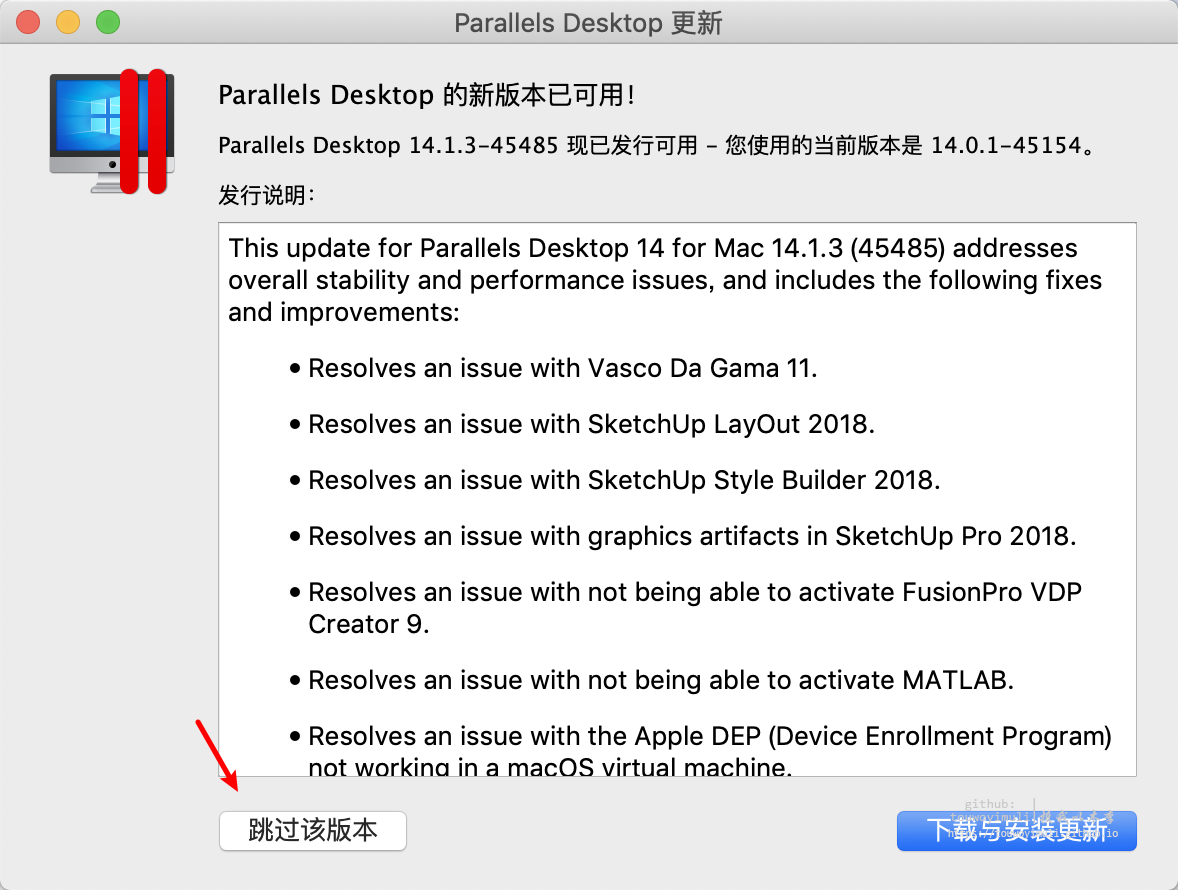 Parallels Desktop 更新
Parallels Desktop 的新版本已可用！
Parallels Desktop 14.1.3-45485 现已发行可用 – 您使用的当前版本是 14.0.1-45154。
发行说明：
This update for Parallels Desktop 14 for Mac 14.1.3 (45485) addresses
overall stability and performance issues, and includes the following fixes
and improvements:
• Resolves an issue with Vasco Da Gama 11.
• Resolves an issue with SketchUp LayOut 2018.
• Resolves an issue with SketchUp Style Builder 2018.
• Resolves an issue with graphics artifacts in SketchUp Pro 2018.
• Resolves an issue with not being able to activate FusionPro VDP
Creator 9.
• Resolves an issue with not being able to activate MATLAB.
• Resolves an issue with the Apple DEP (Device Enrollment Program)
not working in a macOS virtual machine.
跳过该版本
下载与安装更新
github: